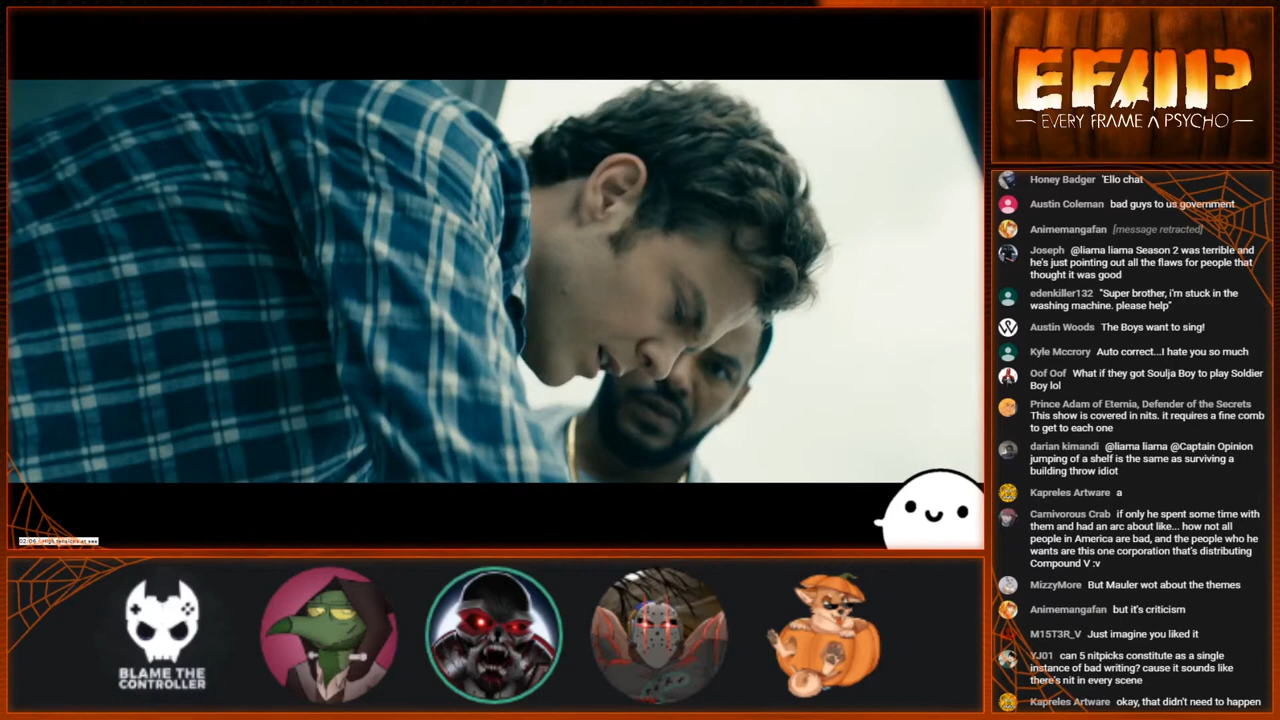 EFAP
EVERY FRAME A PSYCHO
Honey Badger 'Ello chat
Austin Coleman bad guys to us government
Animemangafan [message retracted]
Joseph @liama liama Season 2 was terrible and
he's just pointing out all the flaws for people that
thought it was good
edenkiller132 "Super brother, i'm stuck in the
washing machine. please help"
Austin Woods The Boys want to sing!
Kyle Mccrory Auto correct...I hate you so much
Oof Oof What if they got Soulja Boy to play Soldier
Boy lol
Prince Adam of Eternia, Defender of the Secrets
This show is covered in nits. it requires a fine comb
to get to each one
darian kimandi @liama liama @Captain Opinion
jumping of a shelf is the same as surviving a
building throw idiot
Kapreles Artware a
Carnivorous Crab if only he spent some time with
them and had an arc about like... how not all
people in America are bad, and the people who he
wants are this one corporation that's distributing
Compound V :v
MizzyMore But Mauler wot about the themes
Animemangafan but it's criticism
M15T3R_V Just imagine you liked it
YJ01 can 5 nitpicks constitute as a single
instance of bad writing? cause it sounds like
there's nit in every scene
Kapreles Artware okay, that didn't need to happen
02:06 - High tensions at sea
BLAME THE
CONTROLLER